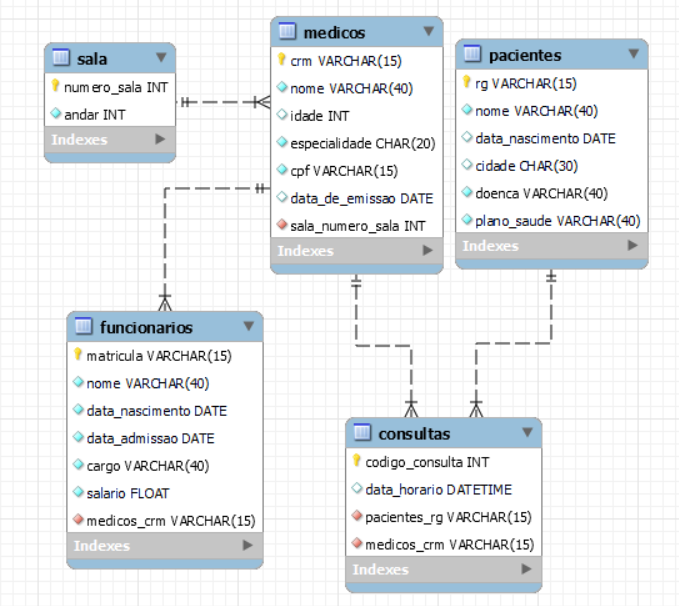 sala
numero_sala INT
andar INT
Indexes
medicos
crm VARCHAR(15)
nome VARCHAR(40)
idade INT
especialidade CHAR(20)
cpf VARCHAR(15)
data_de_emissao DATE
sala_numero_sala INT
Indexes
pacientes
rg VARCHAR(15)
nome VARCHAR(40)
data_nascimento DATE
cidade CHAR(30)
doenca VARCHAR(40)
plano_saude VARCHAR(40)
Indexes
funcionarios
matricula VARCHAR(15)
nome VARCHAR(40)
data_nascimento DATE
data_admissao DATE
cargo VARCHAR(40)
salario FLOAT
medicos_crm VARCHAR(15)
Indexes
consultas
codigo_consulta INT
data_horario DATETIME
pacientes_rg VARCHAR(15)
medicos_crm VARCHAR(15)
Indexes